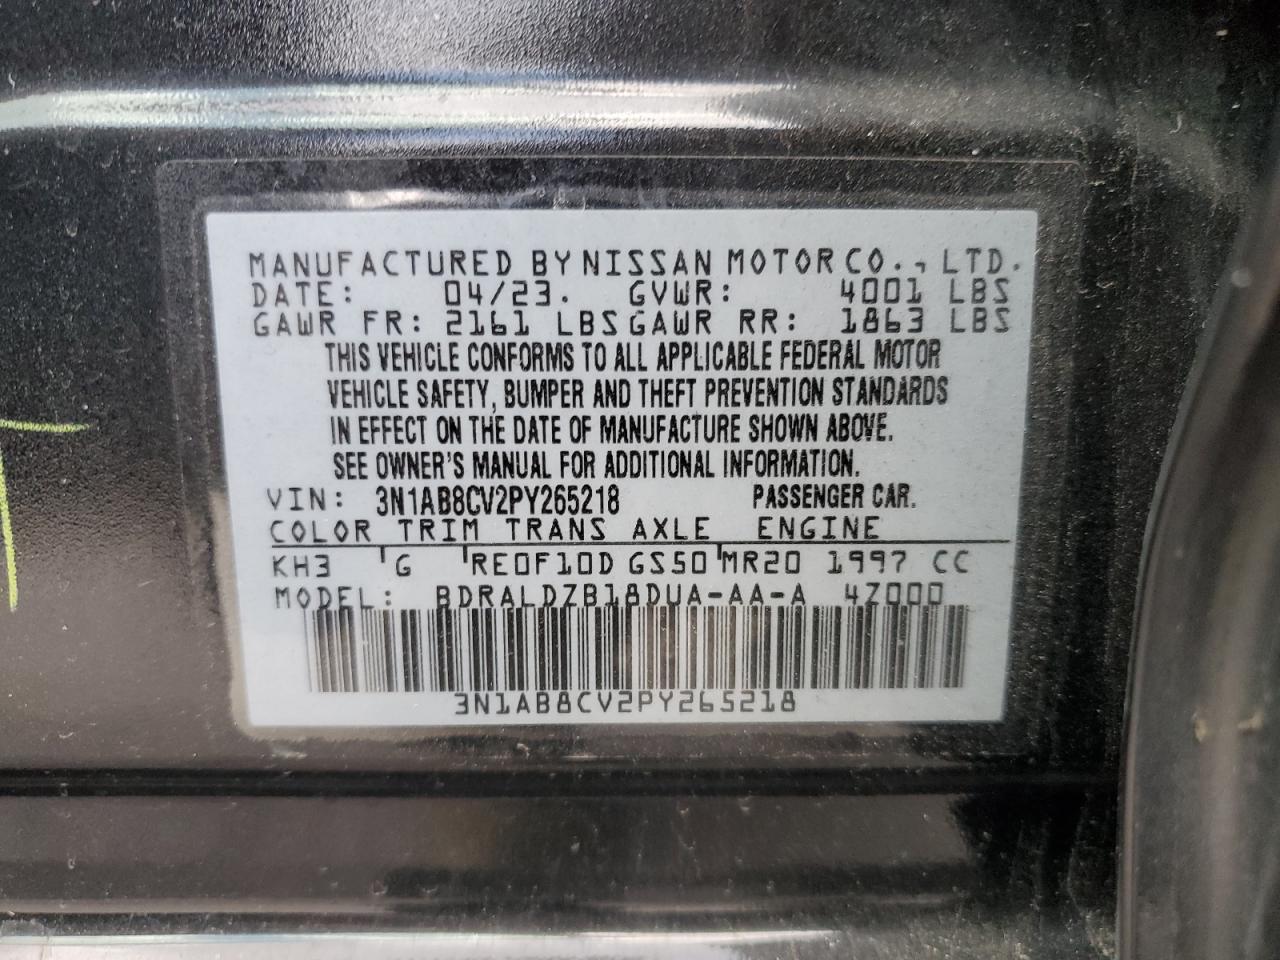 MANUFACTURED BY NISSAN MOTOR CO., LTD.
DATE: 04/23. GVWR: 4001 LBS
GAWR FR: 2161 LBS GAWR RR: 1863 LBS
THIS VEHICLE CONFORMS TO ALL APPLICABLE FEDERAL MOTOR
VEHICLE SAFETY, BUMPER AND THEFT PREVENTION STANDARDS
IN EFFECT ON THE DATE OF MANUFACTURE SHOWN ABOVE.
SEE OWNER'S MANUAL FOR ADDITIONAL INFORMATION.
VIN: 3N1AB8CV2PY265218 PASSENGER CAR.
COLOR TRIM TRANS AXLE ENGINE
KH3 G RE0F10D GS50 MR20 1997 CC
MODEL: BDRALDZB18DUA-AA-A 4Z000
3N1AB8CV2PY265218